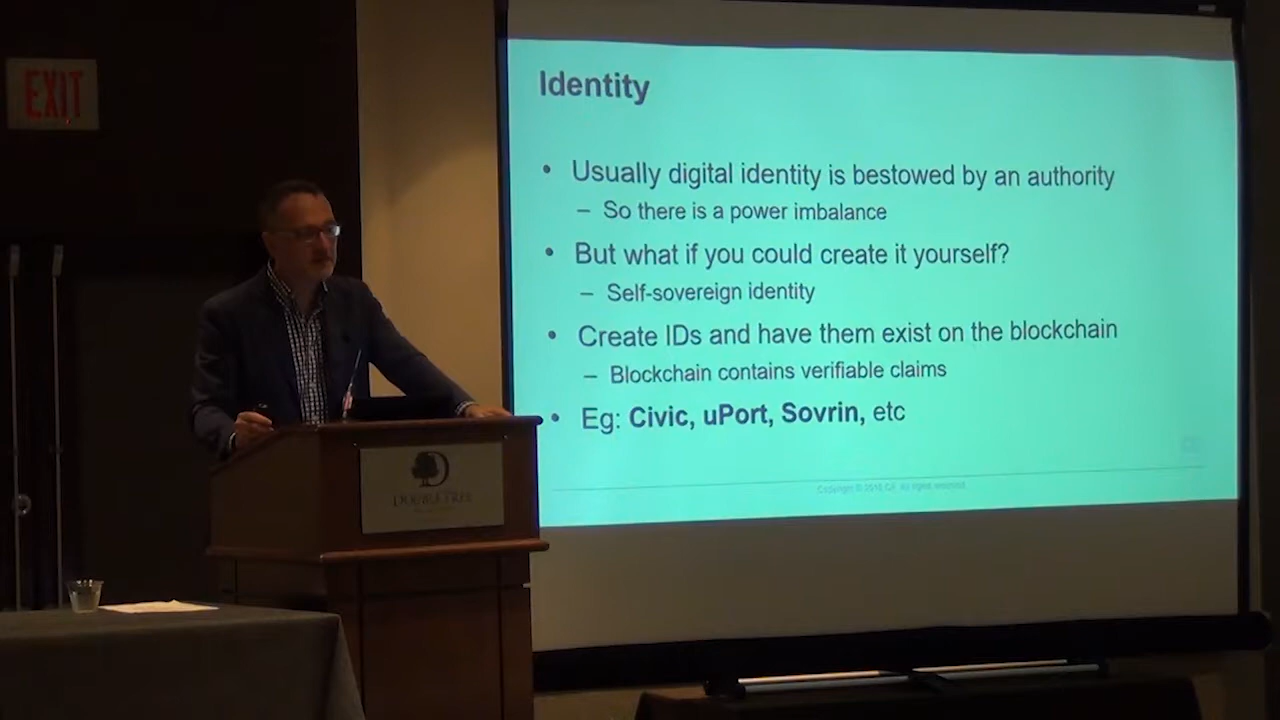 EXIT
Identity
• Usually digital identity is bestowed by an authority
– So there is a power imbalance
• But what if you could create it yourself?
– Self-sovereign identity
• Create IDs and have them exist on the blockchain
– Blockchain contains verifiable claims
• Eg: Civic, uPort, Sovrin, etc
DOUBLETREE